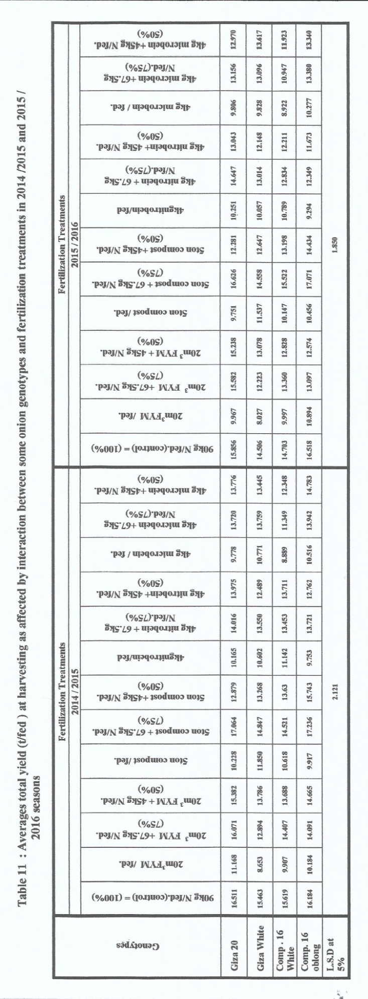 Table 11 : Averages total yield (t/fed ) at harvesting as affected by interaction between some onion genotypes and fertilization treatments in 2014 /2015 and 2015 /
2016 seasons
Genotypes
Fertilization Treatments
2014 / 2015
90kg N/fed.(control) = (100%)
20m³FYM /fed.
20m³ FYM +67.5kg N/fed.
(75%)
20m³ FYM + 45kg N/fed.
(50%)
5ton compost /fed.
5ton compost + 67.5kg N/fed.
(75%)
5ton compost +45kg N/fed.
(50%)
4kgnitrobein/fed
4kg nitrobein + 67.5kg
N/fed.(75%)
4kg nitrobein+ 45kg N/fed.
(50%)
4kg microbein / fed.
4kg microbein +67.5kg
N/fed.(75%)
4kg microbein +45kg N/fed.
(50%)
Fertilization Treatments
2015 / 2016
90kg N/fed.(control) = (100%)
20m³FYM /fed.
20m³ FYM +67.5kg N/fed.
(75%)
20m³ FYM + 45kg N/fed.
(50%)
5ton compost /fed.
5ton compost + 67.5kg N/fed.
(75%)
5ton compost +45kg N/fed.
(50%)
4kgnitrobein/fed
4kg nitrobein + 67.5kg
N/fed.(75%)
4kg nitrobein+ 45kg N/fed.
(50%)
4kg microbein / fed.
4kg microbein +67.5kg
N/fed.(75%)
4kg microbein +45kg N/fed.
(50%)
Giza 20 16.511 11.168 16.071 15.382 10.228 17.064 12.879 10.165 14.016 13.975 9.778 13.720 13.776 15.856 9.967 15.582 15.238 9.751 16.626 12.281 10.251 14.647 13.043 9.806 13.156 12.970
Giza White 15.463 8.653 12.894 13.786 11.850 14.847 13.268 10.602 13.550 12.489 10.771 13.759 13.445 14.506 8.027 12.223 13.078 11.537 14.558 12.647 10.057 13.014 12.148 9.828 13.096 13.617
Comp . 16
White 15.619 9.907 14.407 13.688 10.618 14.521 13.63 11.142 13.453 13.711 8.889 11.349 12.348 14.703 9.997 13.360 12.828 10.147 15.522 13.198 10.789 12.834 12.211 8.922 10.947 11.923
Comp. 16
oblong 16.184 10.184 14.091 14.665 9.917 17.236 15.743 9.753 13.721 12.762 10.516 13.942 14.783 16.518 10.894 13.097 12.574 10.456 17.071 14.434 9.294 12.349 11.673 10.277 13.380 13.340
L.S.D at
5% 2.121 1.850